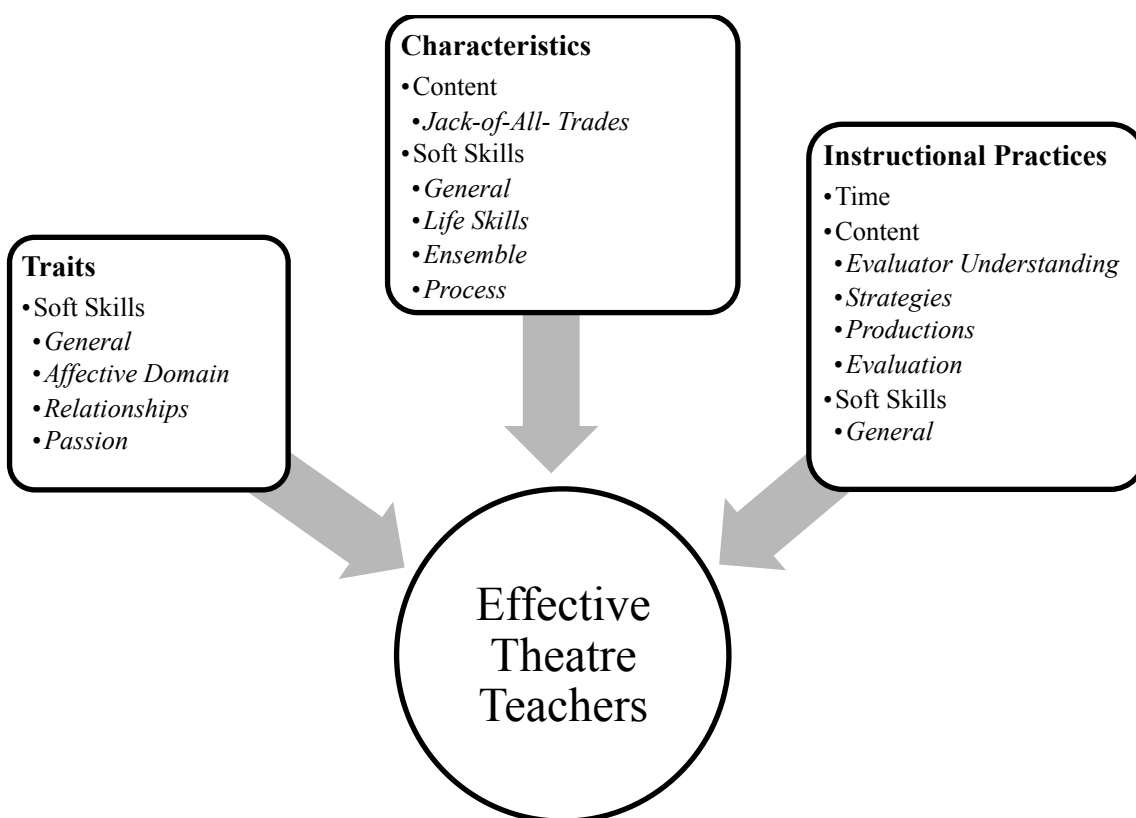 Characteristics
•Content
•Jack-of-All- Trades
•Soft Skills
•General
•Life Skills
•Ensemble
•Process
Instructional Practices
•Time
•Content
•Evaluator Understanding
•Strategies
•Productions
•Evaluation
•Soft Skills
•General
Traits
•Soft Skills
•General
•Affective Domain
•Relationships
•Passion
Effective
Theatre
Teachers